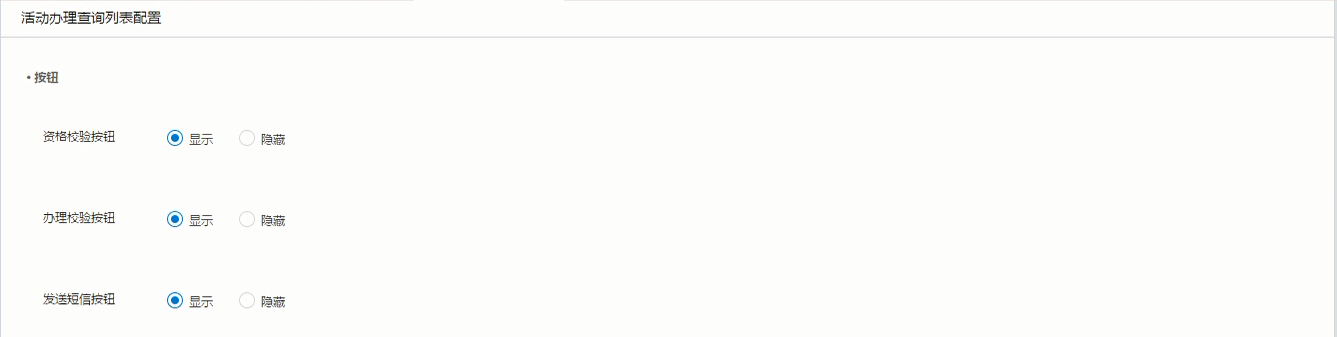 活动办理查询列表配置
• 按钮
资格校验按钮 显示 隐藏
办理校验按钮 显示 隐藏
发送短信按钮 显示 隐藏